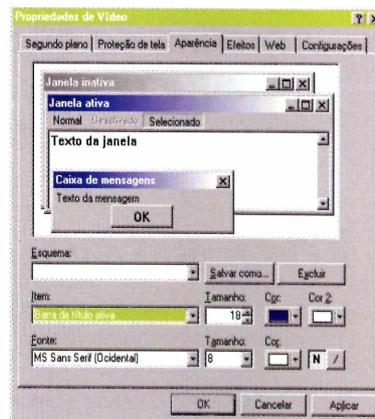 Propriedades de Vídeo
Segundo plano Proteção de tela Aparência Efeitos Web Configurações
Janela inativa
Janela ativa
Normal Desativado Selecionado
Texto da janela
Caixa de mensagens
Texto da mensagem
OK
Esquema:
Salvar como... Excluir
Item: Tamanho: Cor: Cor 2:
Barra de título ativa 18
Fonte: Tamanho: Cor:
MS Sans Serif (Ocidental) 8 N /
OK Cancelar Aplicar